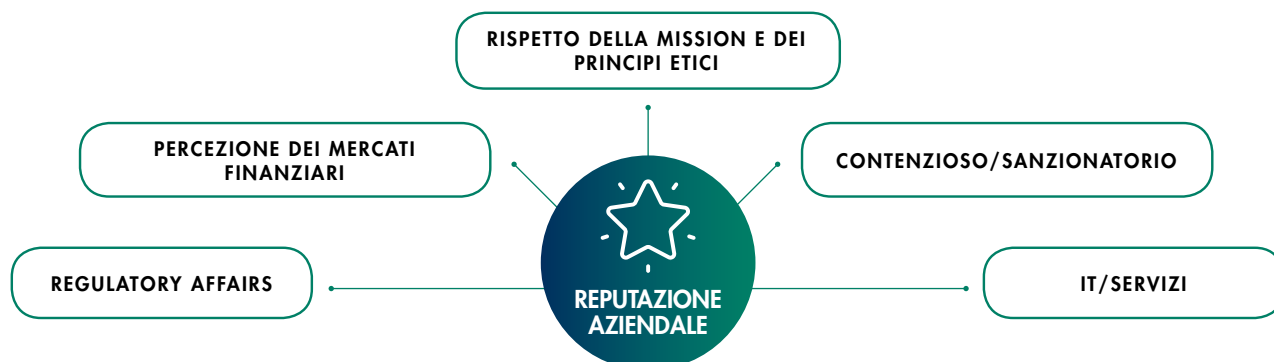 RISPETTO DELLA MISSION E DEI
PRINCIPI ETICI
PERCEZIONE DEI MERCATI
FINANZIARI
CONTENZIOSO/SANZIONATORIO
REGULATORY AFFAIRS
IT/SERVIZI
REPUTAZIONE
AZIENDALE